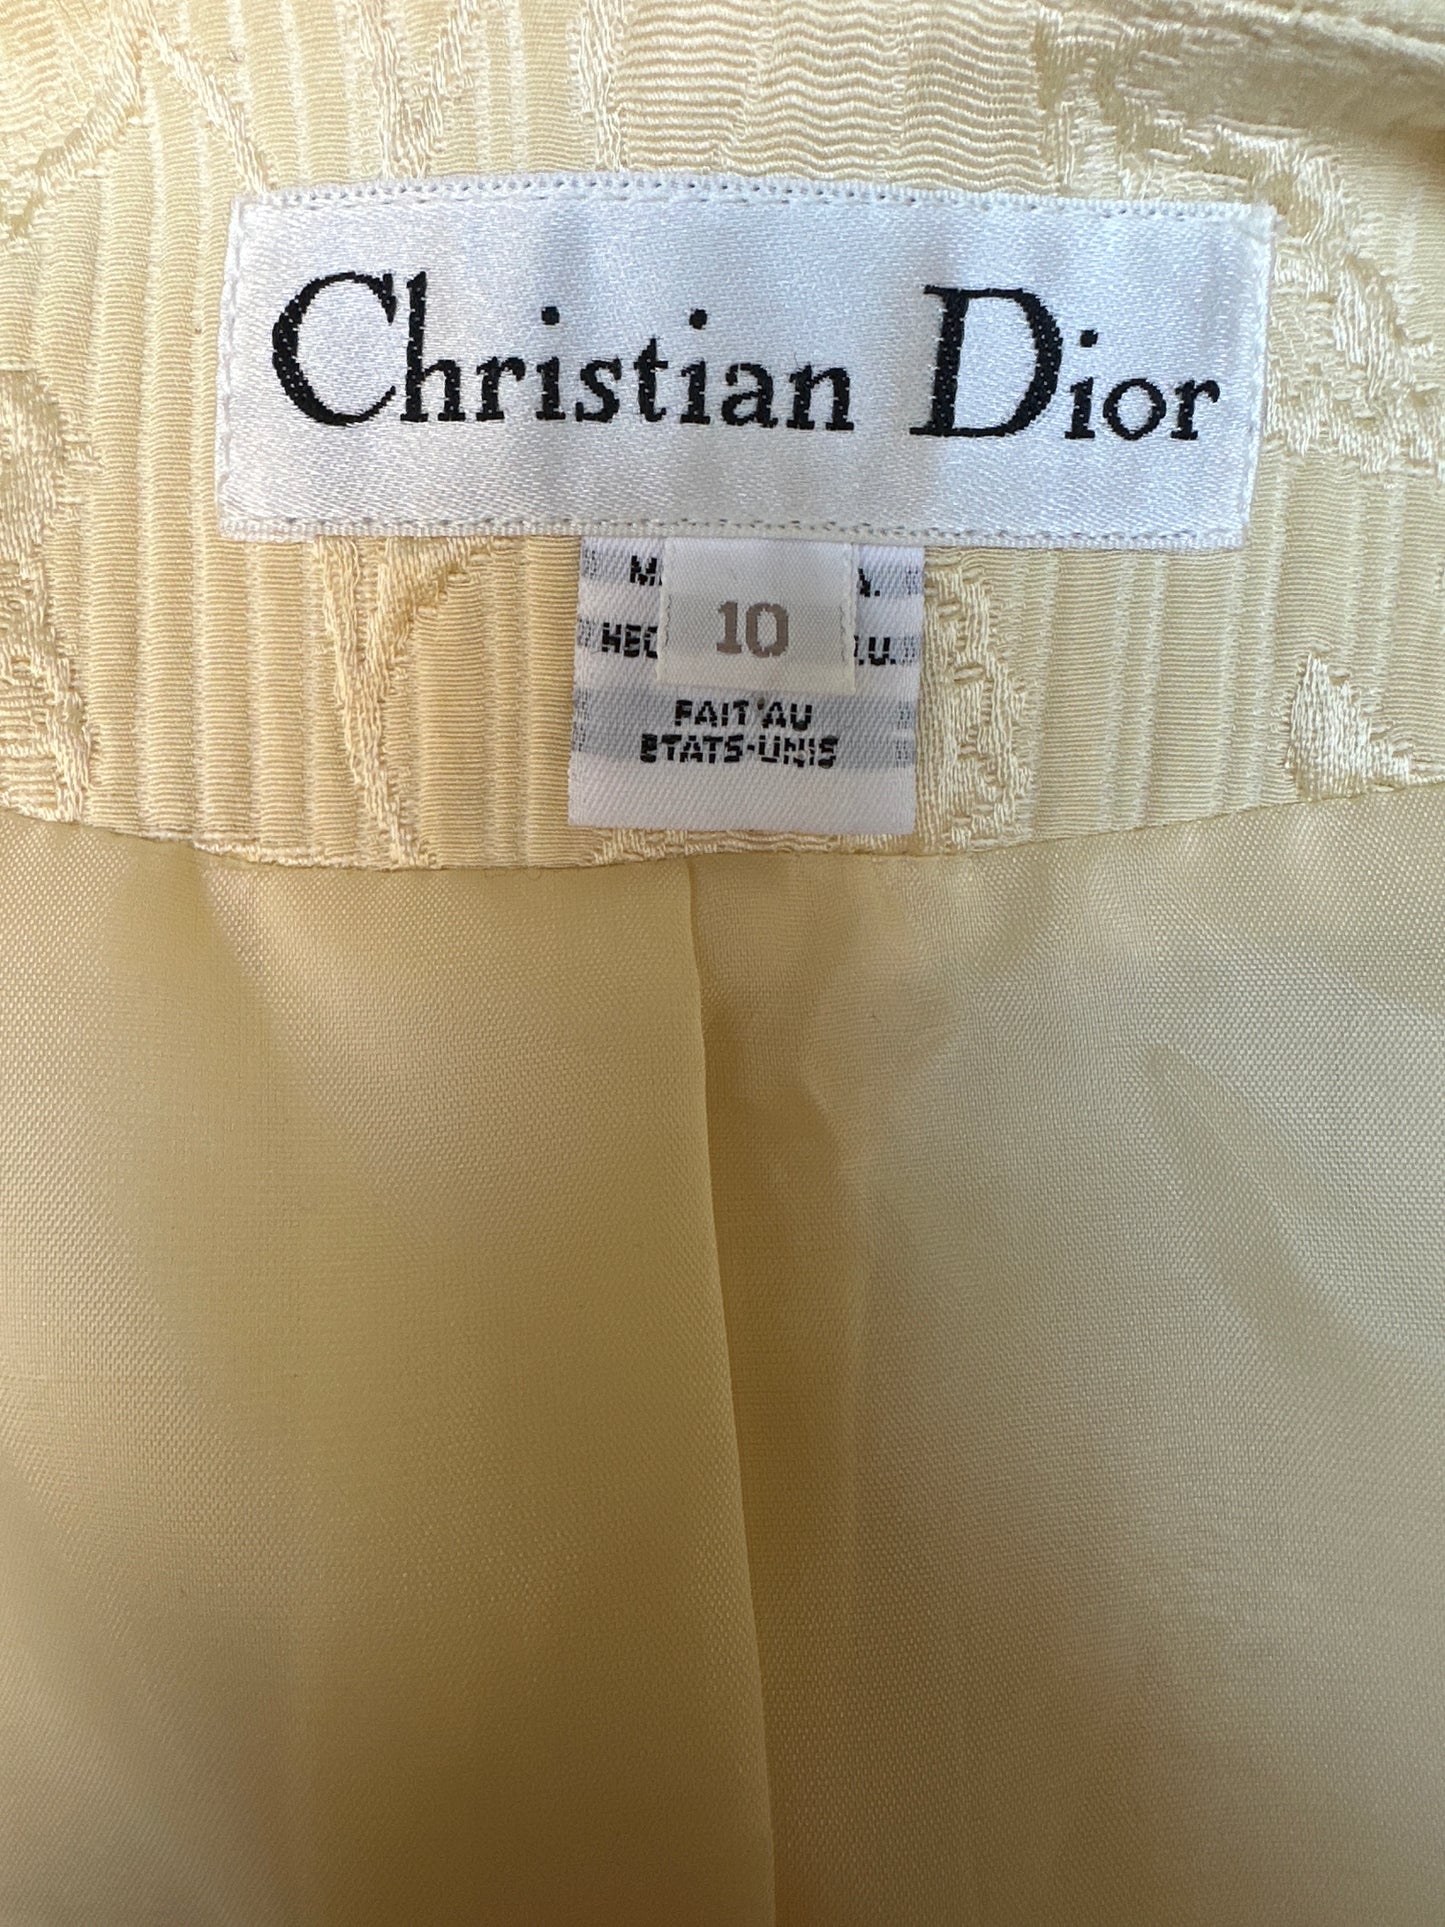 Christian Dior
10
FAIT AU
ETATS-UNIS